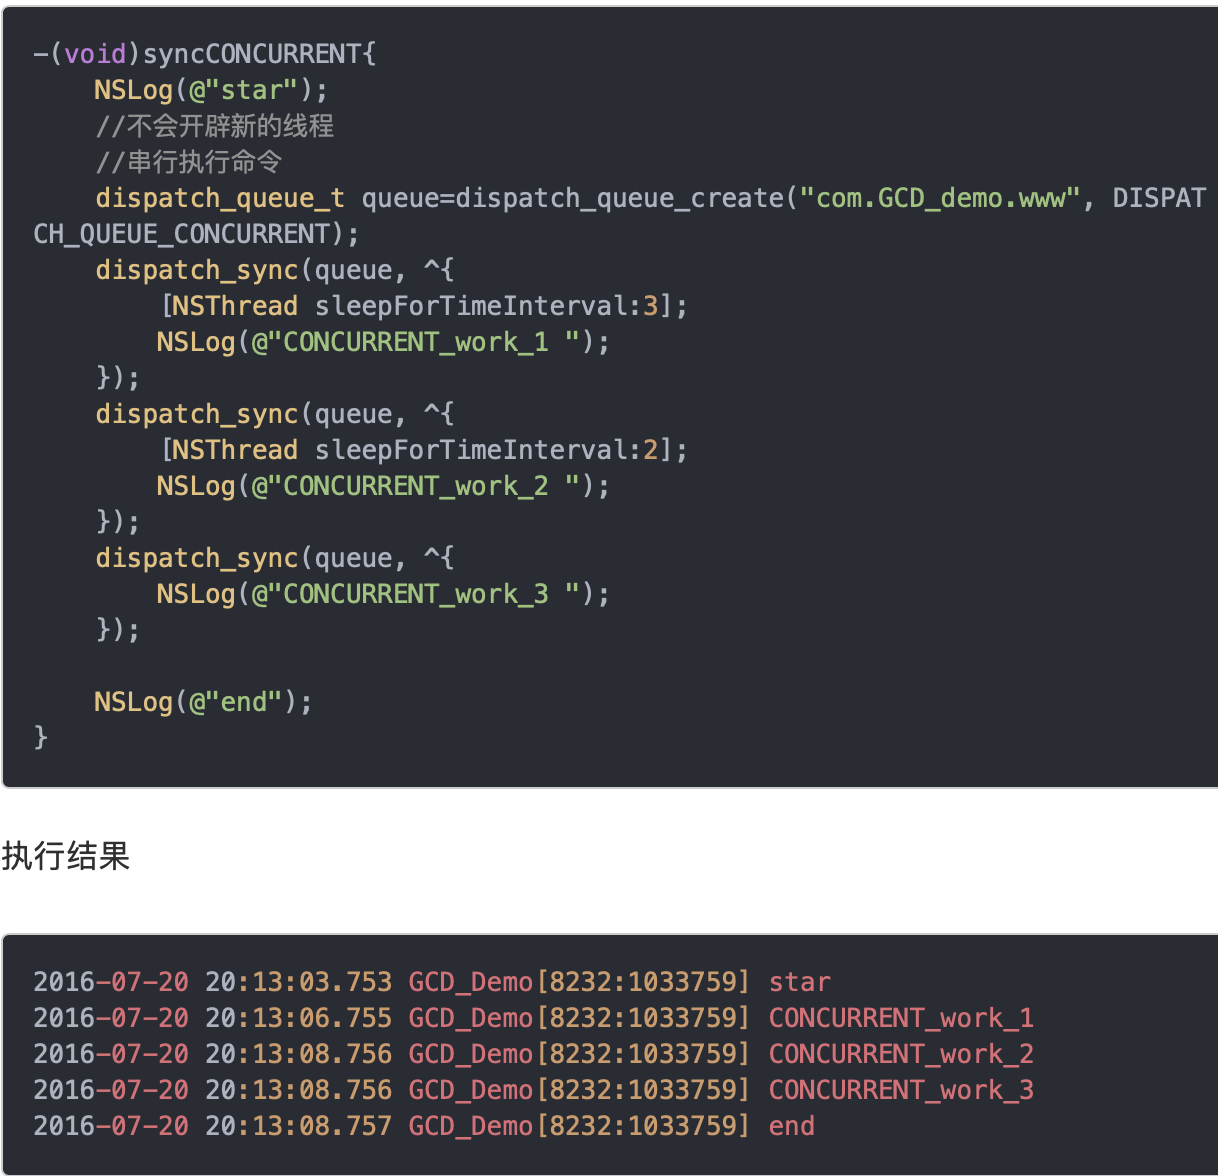 -(void)syncCONCURRENT{
    NSLog(@"star");
    //不会开辟新的线程
    //串行执行命令
    dispatch_queue_t queue=dispatch_queue_create("com.GCD_demo.www", DISPAT
CH_QUEUE_CONCURRENT);
    dispatch_sync(queue, ^{
        [NSThread sleepForTimeInterval:3];
        NSLog(@"CONCURRENT_work_1 ");
    });
    dispatch_sync(queue, ^{
        [NSThread sleepForTimeInterval:2];
        NSLog(@"CONCURRENT_work_2 ");
    });
    dispatch_sync(queue, ^{
        NSLog(@"CONCURRENT_work_3 ");
    });
    NSLog(@"end");
}
执行结果
2016-07-20 20:13:03.753 GCD_Demo[8232:1033759] star
2016-07-20 20:13:06.755 GCD_Demo[8232:1033759] CONCURRENT_work_1
2016-07-20 20:13:08.756 GCD_Demo[8232:1033759] CONCURRENT_work_2
2016-07-20 20:13:08.756 GCD_Demo[8232:1033759] CONCURRENT_work_3
2016-07-20 20:13:08.757 GCD_Demo[8232:1033759] end